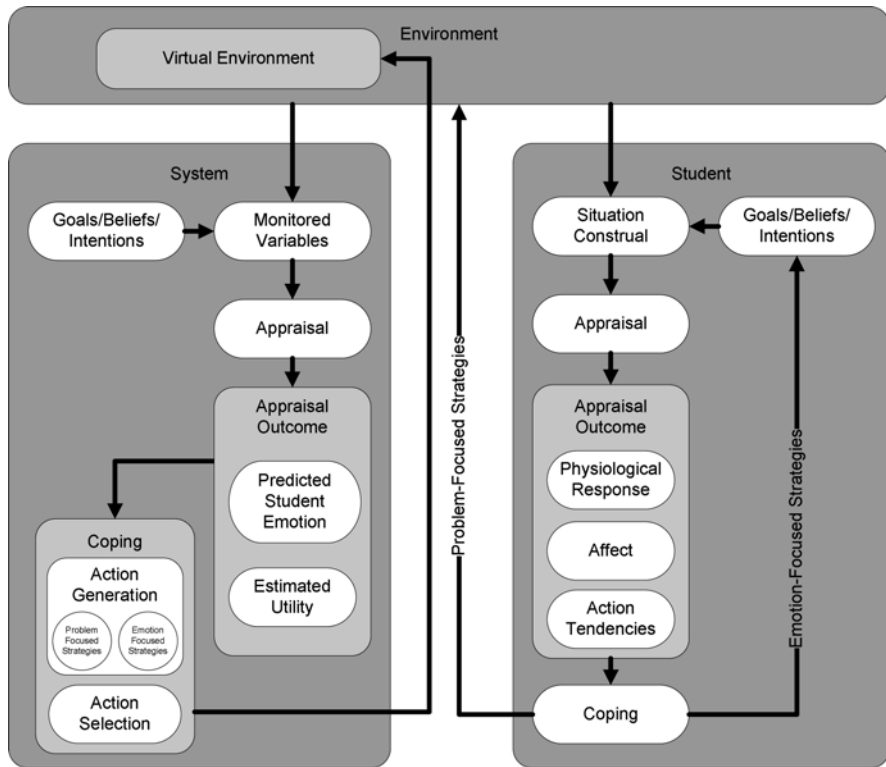 Environment
Virtual Environment
System
Goals/Beliefs/
Intentions
Monitored
Variables
Appraisal
Appraisal
Outcome
Predicted
Student
Emotion
Estimated
Utility
Coping
Action
Generation
Problem
Focused
Strategies
Emotion
Focused
Strategies
Action
Selection
Problem-Focused Strategies
Student
Situation
Construal
Goals/Beliefs/
Intentions
Appraisal
Appraisal
Outcome
Physiological
Response
Affect
Action
Tendencies
Coping
Emotion-Focused Strategies